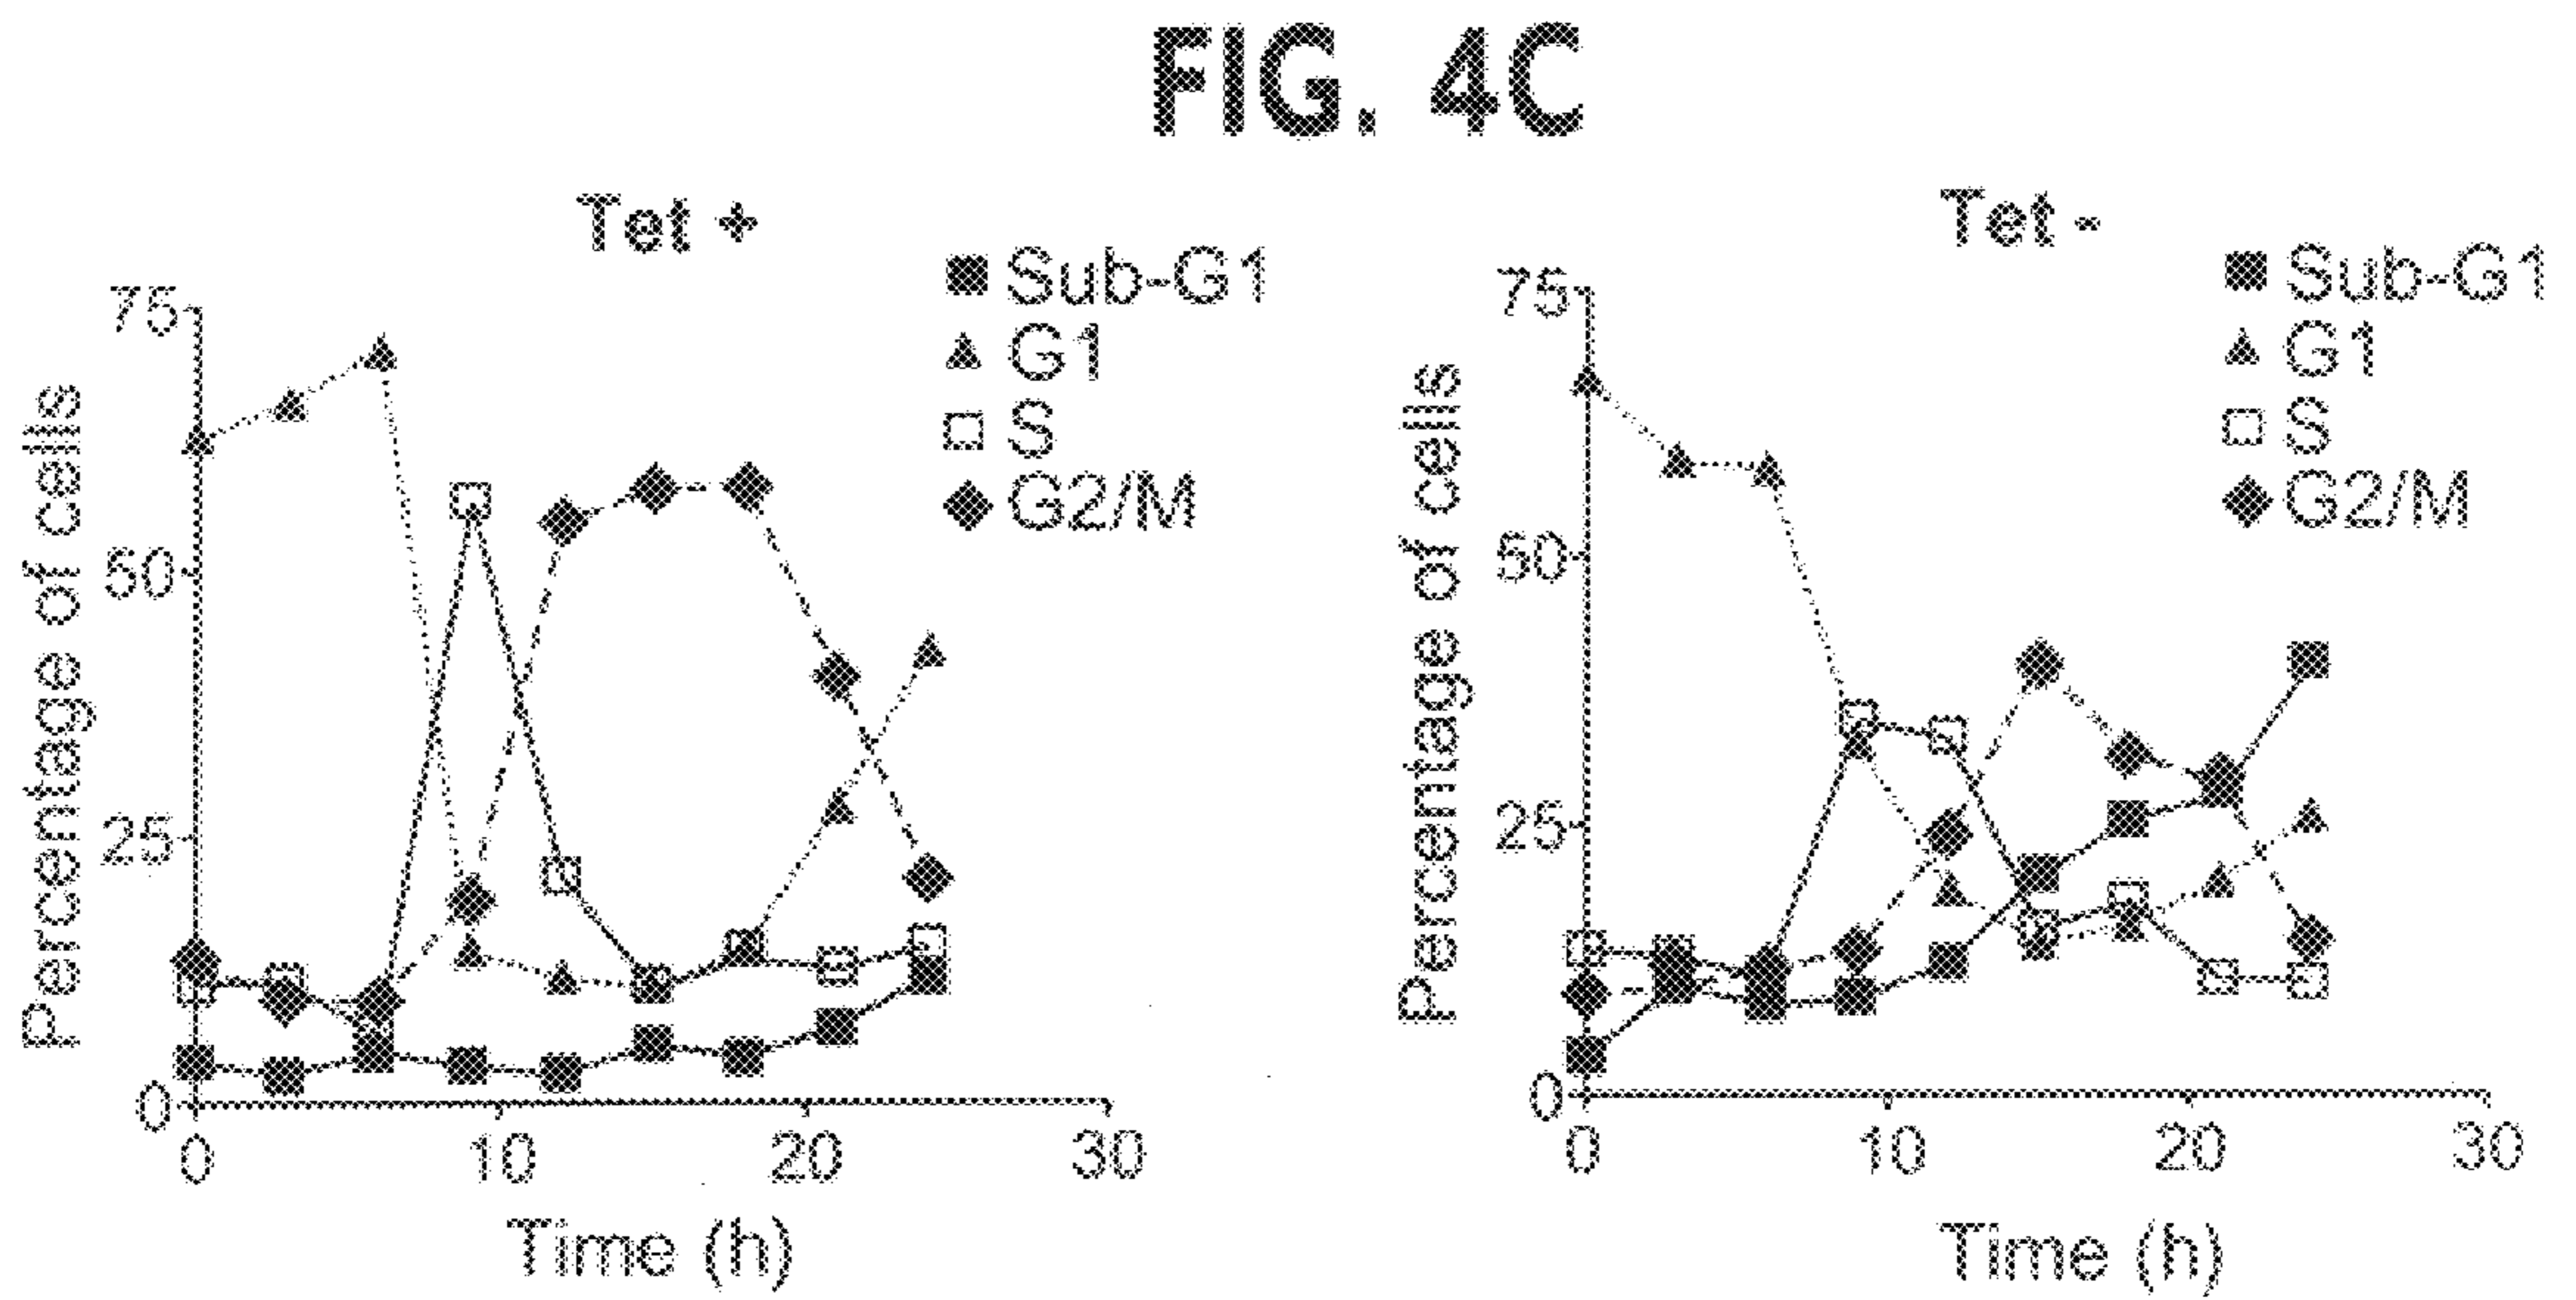 FIG. 4C
Tet +
Sub-G1
G1
S
G2/M
75
50
25
0
0 10 20 30
Percentage of cells
Time (h)
Tet -
Sub-G1
G1
S
G2/M
75
50
25
0
0 10 20 30
Percentage of cells
Time (h)